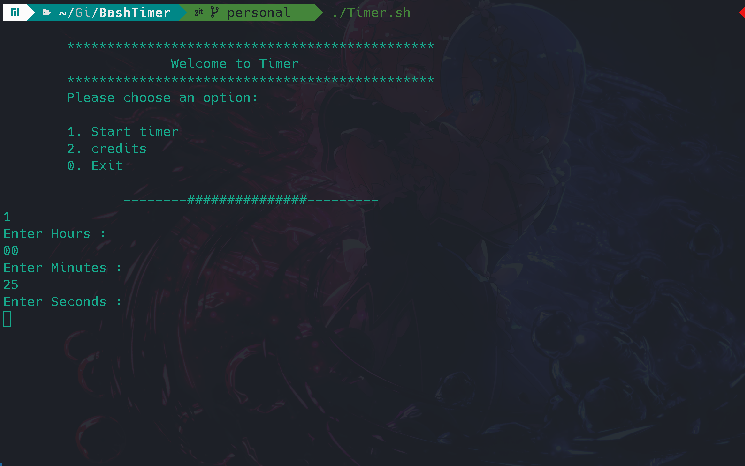 ~/Gi/BashTimer personal ./Timer.sh
**********************************************
Welcome to Timer
**********************************************
Please choose an option:
1. Start timer
2. credits
0. Exit
--------###############---------
1
Enter Hours :
00
Enter Minutes :
25
Enter Seconds :